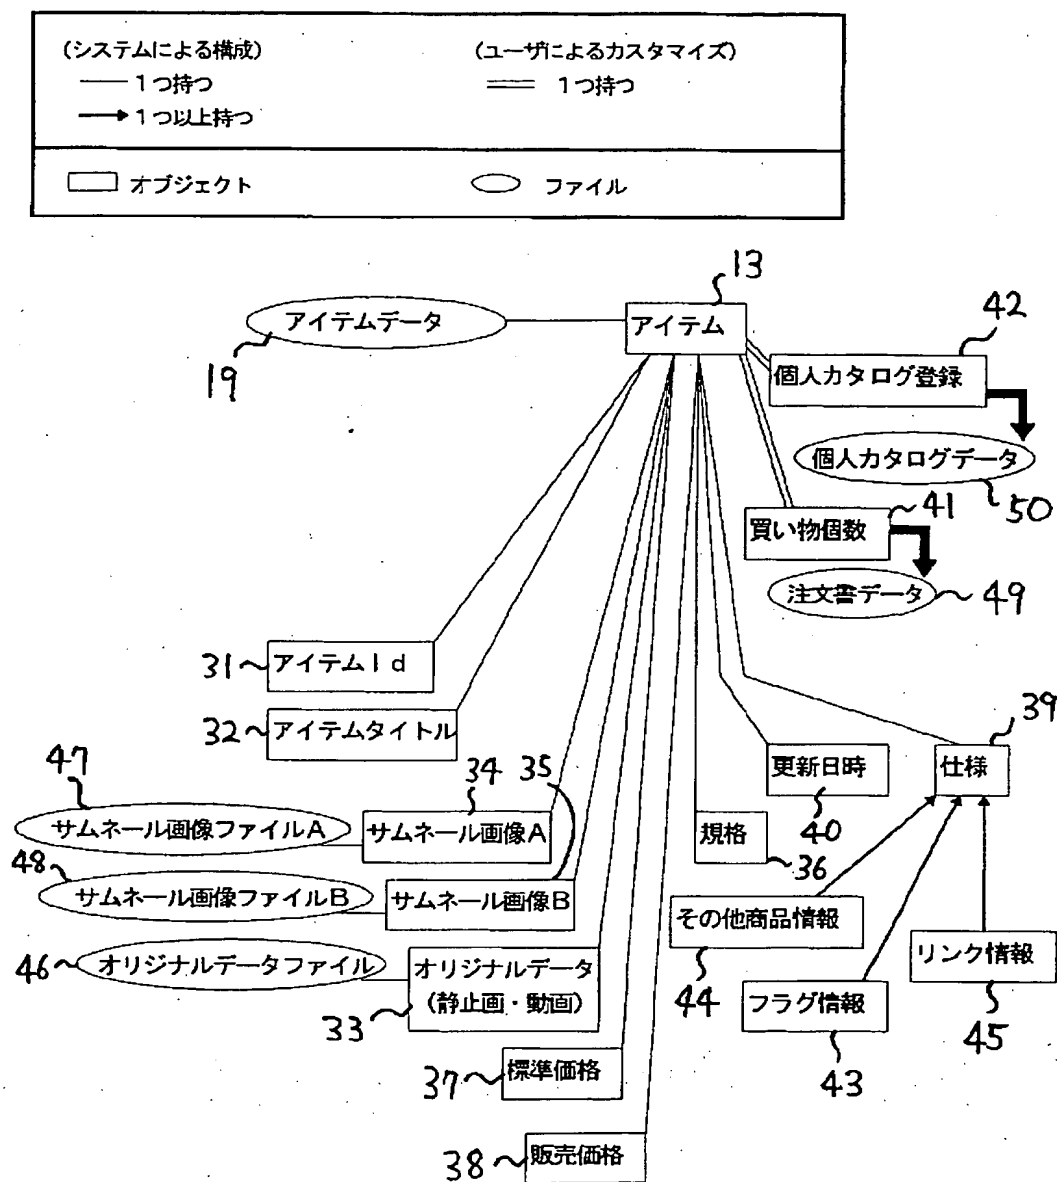 (システムによる構成)
1つ持つ
1つ以上持つ
(ユーザによるカスタマイズ)
1つ持つ
オブジェクト
ファイル
13
アイテムデータ
19
アイテム
42
個人カタログ登録
個人カタログデータ
50
41
買い物個数
注文書データ
49
31
アイテムId
32
アイテムタイトル
47
サムネール画像ファイルA
34
35
サムネール画像A
48
サムネール画像ファイルB
サムネール画像B
46
オリジナルデータファイル
オリジナルデータ
(静止画・動画)
33
37
標準価格
38
販売価格
更新日時
40
39
仕様
規格
36
その他商品情報
44
フラグ情報
43
リンク情報
45